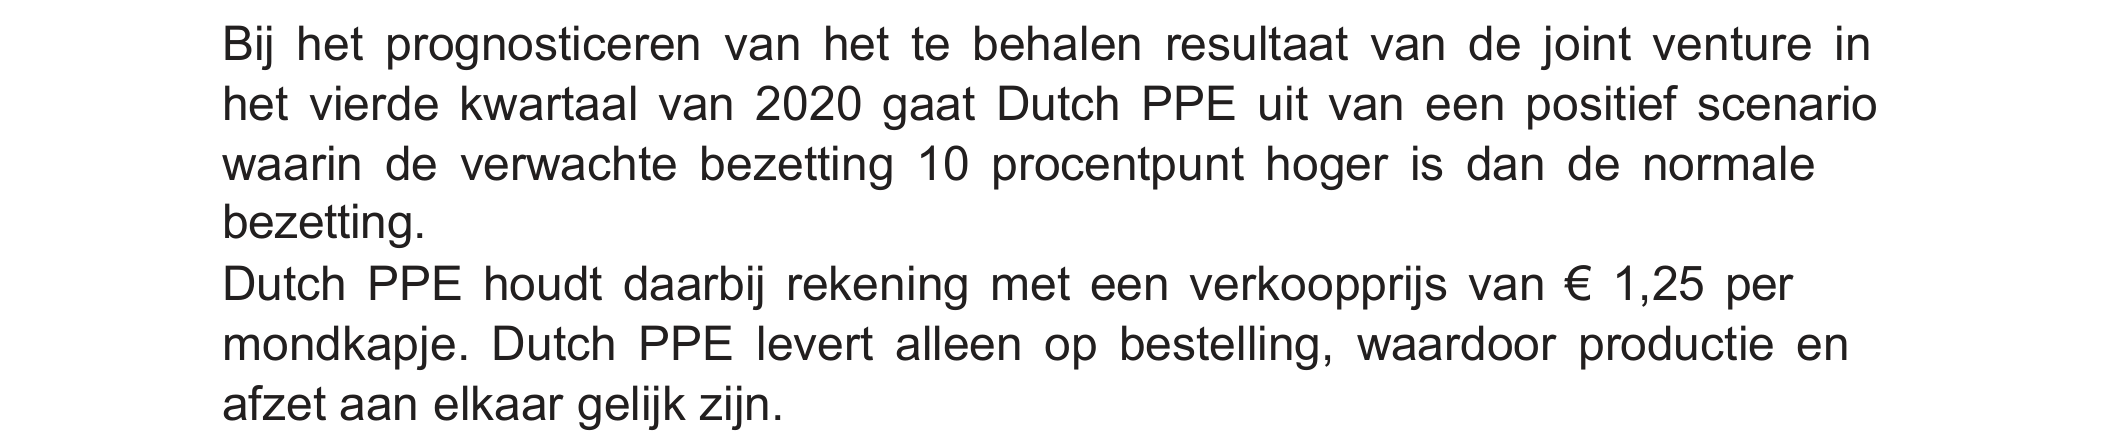 Bij het prognosticeren van het te behalen resultaat van de joint venture in
het vierde kwartaal van 2020 gaat Dutch PPE uit van een positief scenario
waarin de verwachte bezetting 10 procentpunt hoger is dan de normale
bezetting.
Dutch PPE houdt daarbij rekening met een verkoopprijs van € 1,25 per
mondkapje. Dutch PPE levert alleen op bestelling, waardoor productie en
afzet aan elkaar gelijk zijn.